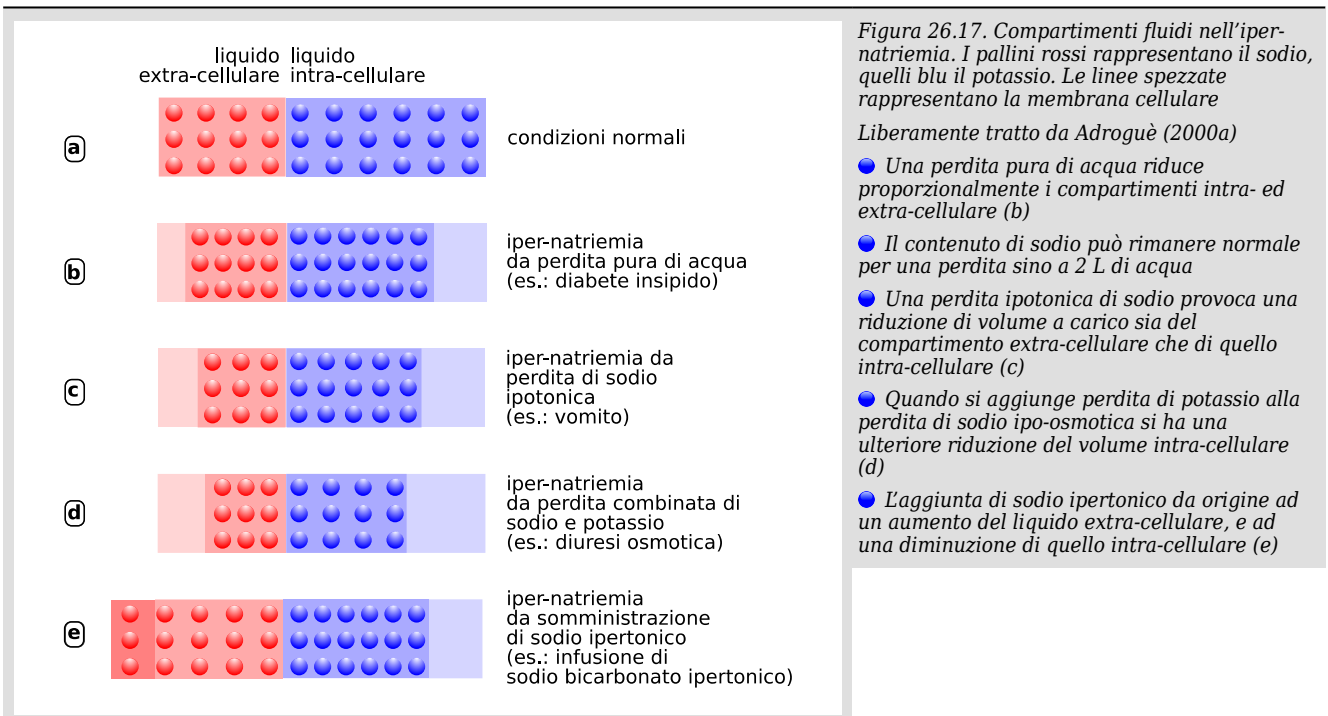 liquido liquido
extra-cellulare intra-cellulare
a
condizioni normali
b
iper-natriemia
da perdita pura di acqua
(es.: diabete insipido)
c
iper-natriemia da
perdita di sodio
ipotonica
(es.: vomito)
d
iper-natriemia
da perdita combinata di
sodio e potassio
(es.: diuresi osmotica)
e
iper-natriemia
da somministrazione
di sodio ipertonico
(es.: infusione di
sodio bicarbonato ipertonico)
Figura 26.17. Compartimenti fluidi nell'iper-
natriemia. I pallini rossi rappresentano il sodio,
quelli blu il potassio. Le linee spezzate
rappresentano la membrana cellulare
Liberamente tratto da Adroguè (2000a)
Una perdita pura di acqua riduce
proporzionalmente i compartimenti intra- ed
extra-cellulare (b)
Il contenuto di sodio può rimanere normale
per una perdita sino a 2 L di acqua
Una perdita ipotonica di sodio provoca una
riduzione di volume a carico sia del
compartimento extra-cellulare che di quello
intra-cellulare (c)
Quando si aggiunge perdita di potassio alla
perdita di sodio ipo-osmotica si ha una
ulteriore riduzione del volume intra-cellulare
(d)
L'aggiunta di sodio ipertonico da origine ad
un aumento del liquido extra-cellulare, e ad
una diminuzione di quello intra-cellulare (e)